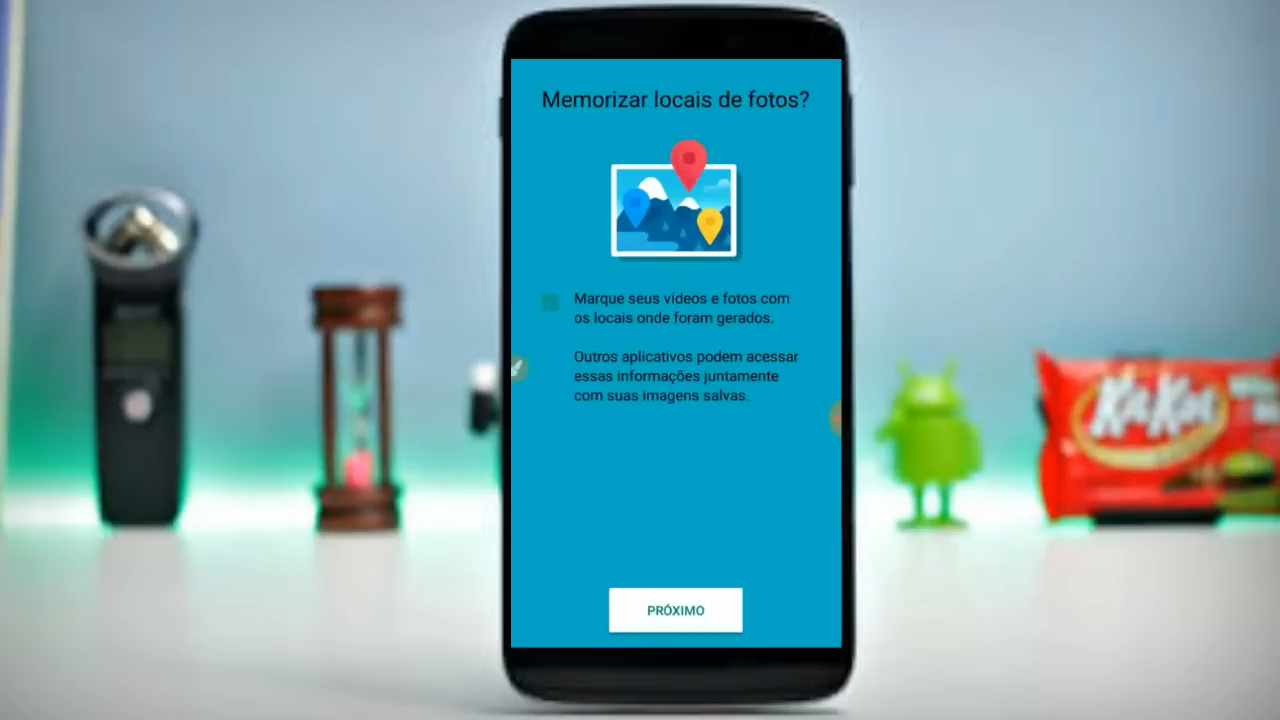 Memorizar locais de fotos?
Marque seus vídeos e fotos com
os locais onde foram gerados.
Outros aplicativos podem acessar
essas informações juntamente
com suas imagens salvas.
PRÓXIMO
KitKat